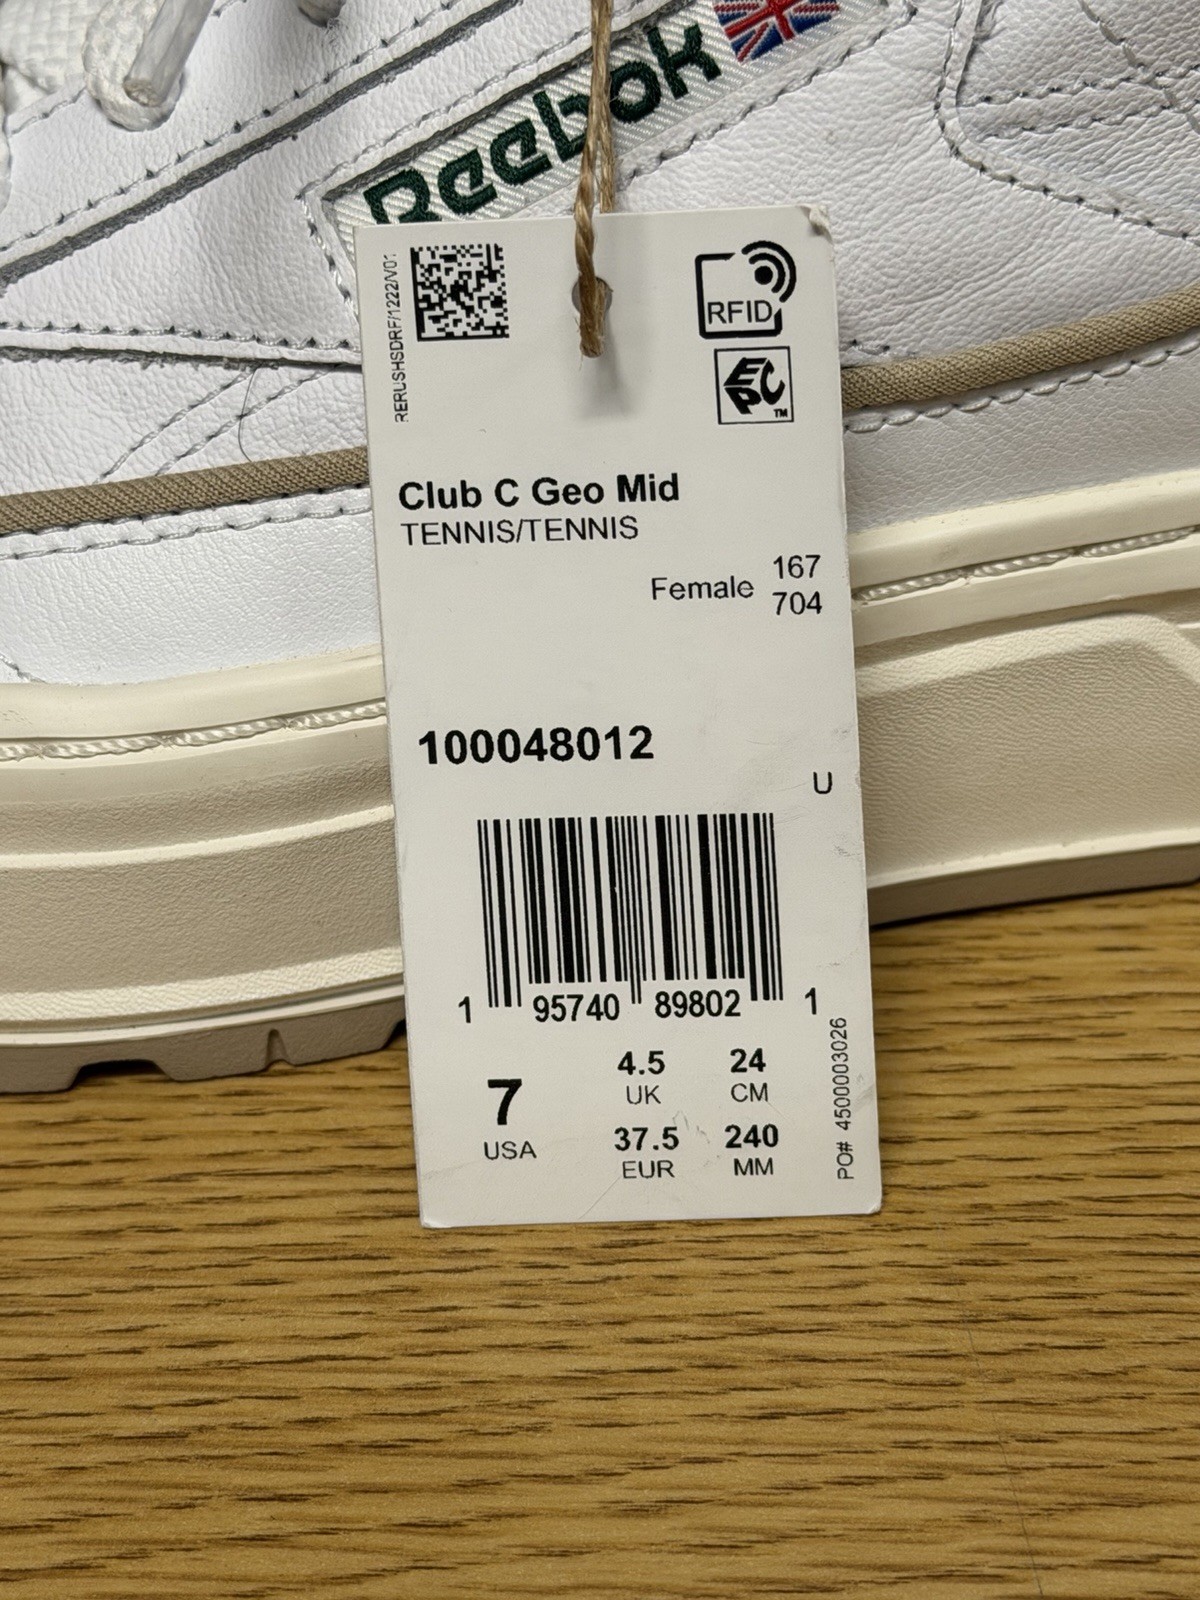 Reebok
RERUSHSDRF/1222/V01
RFID
EPC
TM
Club C Geo Mid
TENNIS/TENNIS
Female
167
704
100048012
U
1 95740 89802 1
7
USA
4.5
UK
24
CM
37.5
EUR
240
MM
PO# 4500003026